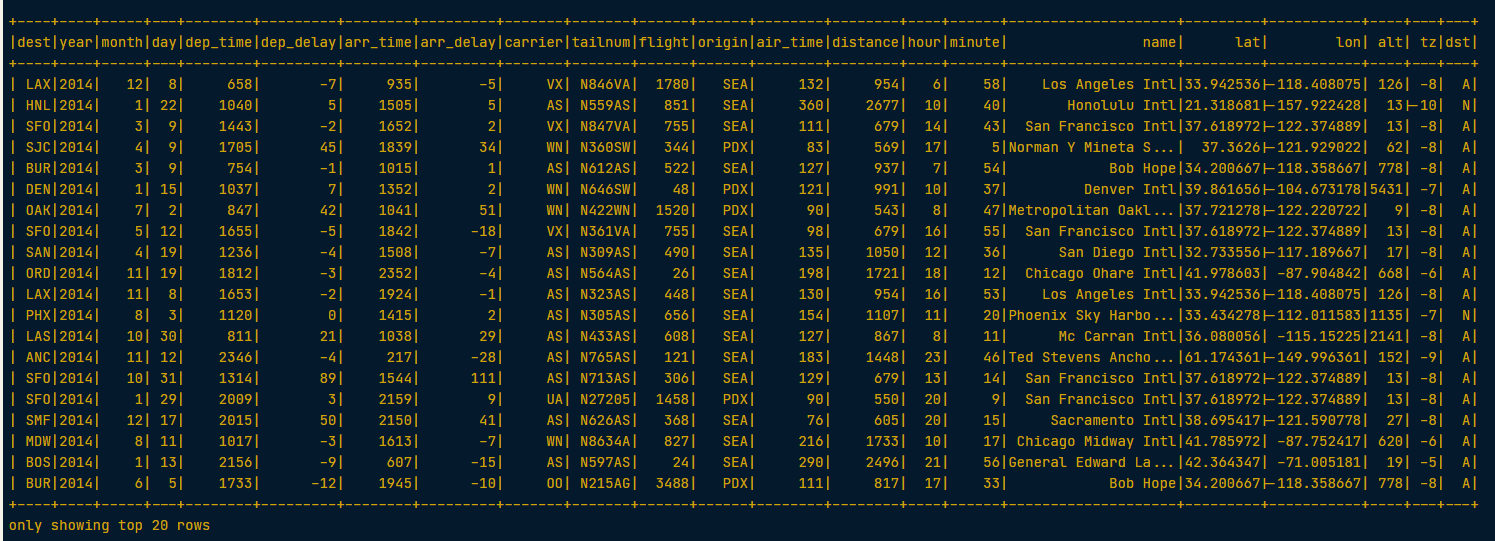 +----+----+-----+---+--------+---------+--------+---------+-------+-------+------+------+--------+--------+----+------+--------------------+---------+-----------+----+---+---+
|dest|year|month|day|dep_time|dep_delay|arr_time|arr_delay|carrier|tailnum|flight|origin|air_time|distance|hour|minute|                name|      lat|        lon| alt| tz|dst|
+----+----+-----+---+--------+---------+--------+---------+-------+-------+------+------+--------+--------+----+------+--------------------+---------+-----------+----+---+---+
| LAX|2014|   12|  8|     658|       -7|     935|       -5|     VX| N846VA|  1780|   SEA|     132|     954|   6|    58|    Los Angeles Intl|33.942536|-118.408075| 126| -8|  A|
| HNL|2014|    1| 22|    1040|        5|    1505|        5|     AS| N559AS|   851|   SEA|     360|    2677|  10|    40|       Honolulu Intl|21.318681|-157.922428|  13|-10|  N|
| SFO|2014|    3|  9|    1443|       -2|    1652|        2|     VX| N847VA|   755|   SEA|     111|     679|  14|    43|  San Francisco Intl|37.618972|-122.374889|  13| -8|  A|
| SJC|2014|    4|  9|    1705|       45|    1839|       34|     WN| N360SW|   344|   PDX|      83|     569|  17|     5|Norman Y Mineta S...|  37.3626|-121.929022|  62| -8|  A|
| BUR|2014|    3|  9|     754|       -1|    1015|        1|     AS| N612AS|   522|   SEA|     127|     937|   7|    54|            Bob Hope|34.200667|-118.358667| 778| -8|  A|
| DEN|2014|    1| 15|    1037|        7|    1352|        2|     WN| N646SW|    48|   PDX|     121|     991|  10|    37|         Denver Intl|39.861656|-104.673178|5431| -7|  A|
| OAK|2014|    7|  2|     847|       42|    1041|       51|     WN| N422WN|  1520|   PDX|      90|     543|   8|    47|Metropolitan Oakl...|37.721278|-122.220722|   9| -8|  A|
| SFO|2014|    5| 12|    1655|       -5|    1842|      -18|     VX| N361VA|   755|   SEA|      98|     679|  16|    55|  San Francisco Intl|37.618972|-122.374889|  13| -8|  A|
| SAN|2014|    4| 19|    1236|       -4|    1508|       -7|     AS| N309AS|   490|   SEA|     135|    1050|  12|    36|      San Diego Intl|32.733556|-117.189667|  17| -8|  A|
| ORD|2014|   11| 19|    1812|       -3|    2352|       -4|     AS| N564AS|    26|   SEA|     198|    1721|  18|    12|  Chicago Ohare Intl|41.978603| -87.904842| 668| -6|  A|
| LAX|2014|   11|  8|    1653|       -2|    1924|       -1|     AS| N323AS|   448|   SEA|     130|     954|  16|    53|    Los Angeles Intl|33.942536|-118.408075| 126| -8|  A|
| PHX|2014|    8|  3|    1120|        0|    1415|        2|     AS| N305AS|   656|   SEA|     154|    1107|  11|    20|Phoenix Sky Harbo...|33.434278|-112.011583|1135| -7|  N|
| LAS|2014|   10| 30|     811|       21|    1038|       29|     AS| N433AS|   608|   SEA|     127|     867|   8|    11|      Mc Carran Intl|36.080056| -115.15225|2141| -8|  A|
| ANC|2014|   11| 12|    2346|       -4|     217|      -28|     AS| N765AS|   121|   SEA|     183|    1448|  23|    46|Ted Stevens Ancho...|61.174361|-149.996361| 152| -9|  A|
| SFO|2014|   10| 31|    1314|       89|    1544|      111|     AS| N713AS|   306|   SEA|     129|     679|  13|    14|  San Francisco Intl|37.618972|-122.374889|  13| -8|  A|
| SFO|2014|    1| 29|    2009|        3|    2159|        9|     UA| N27205|  1458|   PDX|      90|     550|  20|     9|  San Francisco Intl|37.618972|-122.374889|  13| -8|  A|
| SMF|2014|   12| 17|    2015|       50|    2150|       41|     AS| N626AS|   368|   SEA|      76|     605|  20|    15|     Sacramento Intl|38.695417|-121.590778|  27| -8|  A|
| MDW|2014|    8| 11|    1017|       -3|    1613|       -7|     WN| N8634A|   827|   SEA|     216|    1733|  10|    17| Chicago Midway Intl|41.785972| -87.752417| 620| -6|  A|
| BOS|2014|    1| 13|    2156|       -9|     607|      -15|     AS| N597AS|    24|   SEA|     290|    2496|  21|    56|General Edward La...|42.364347| -71.005181|  19| -5|  A|
| BUR|2014|    6|  5|    1733|      -12|    1945|      -10|     OO| N215AG|  3488|   PDX|     111|     817|  17|    33|            Bob Hope|34.200667|-118.358667| 778| -8|  A|
+----+----+-----+---+--------+---------+--------+---------+-------+-------+------+------+--------+--------+----+------+--------------------+---------+-----------+----+---+---+
only showing top 20 rows